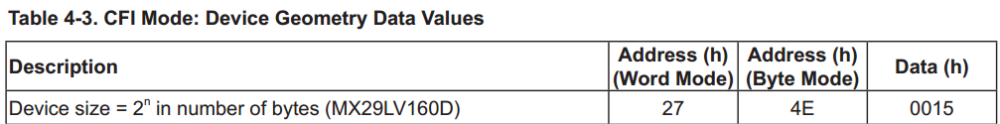 Table 4-3. CFI Mode: Device Geometry Data Values
Description Address (h) (Word Mode) Address (h) (Byte Mode) Data (h)
Device size = 2ⁿ in number of bytes (MX29LV160D) 27 4E 0015